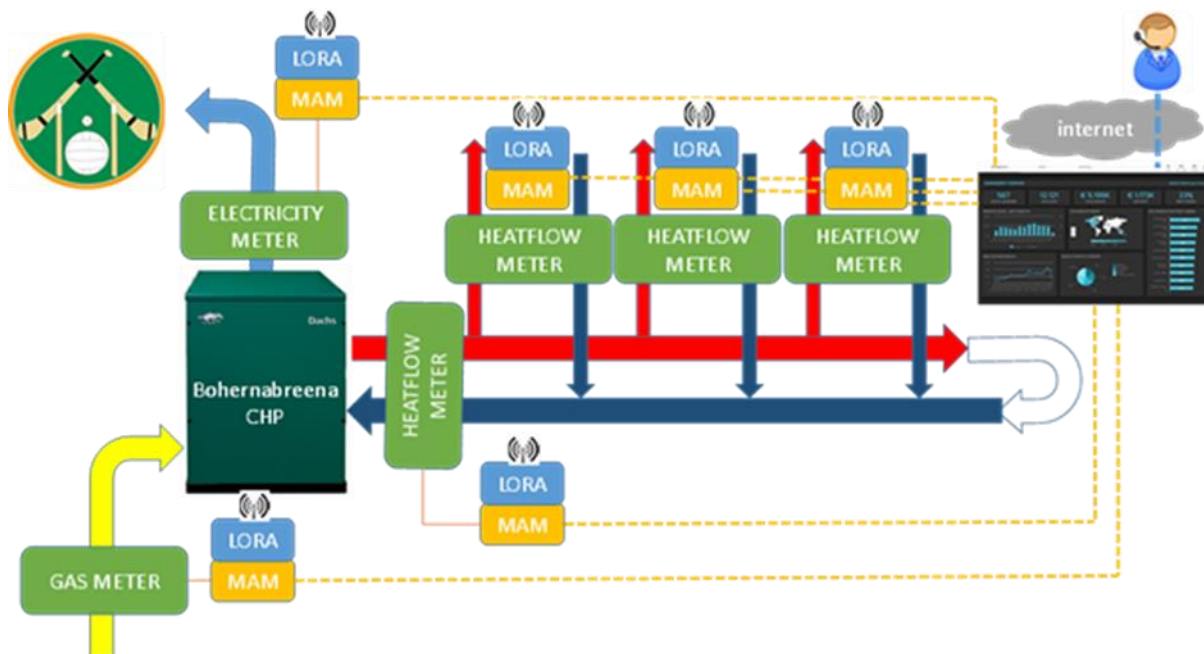 LORA
MAM
LORA
MAM
LORA
MAM
LORA
MAM
internet
ELECTRICITY
METER
HEATFLOW
METER
HEATFLOW
METER
HEATFLOW
METER
Dachs
Bohernabreena
CHP
HEATFLOW
METER
LORA
MAM
LORA
MAM
GAS METER